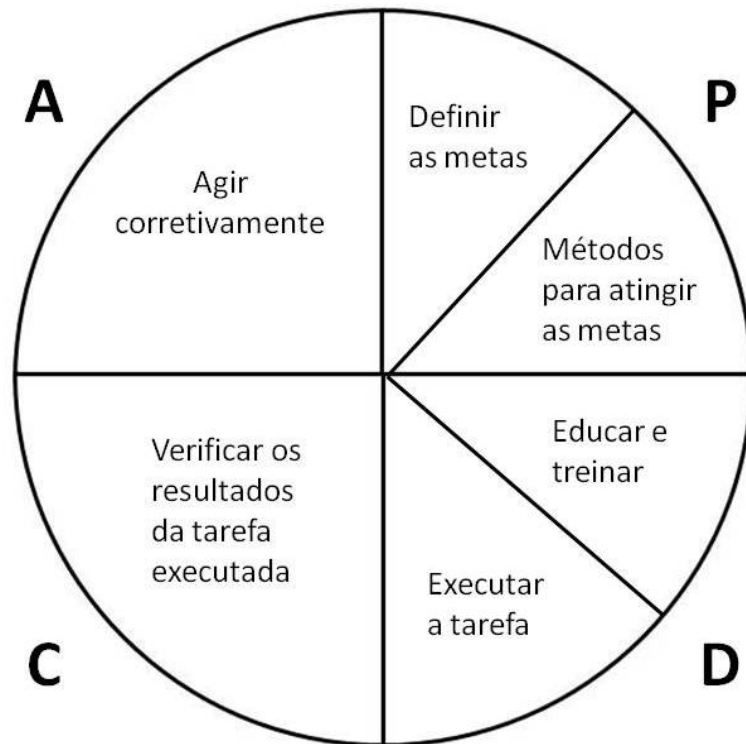 A
P
Definir
as metas
Agir
corretivamente
Métodos
para atingir
as metas
Educar e
treinar
Verificar os
resultados
da tarefa
executada
Executar
a tarefa
C
D